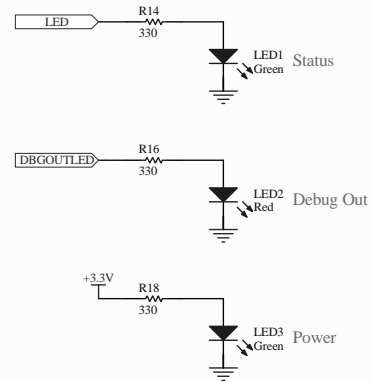 LED
R14
330
LED1
Green
Status
DBGOUTLED
R16
330
LED2
Red
Debug Out
+3.3V
R18
330
LED3
Green
Power